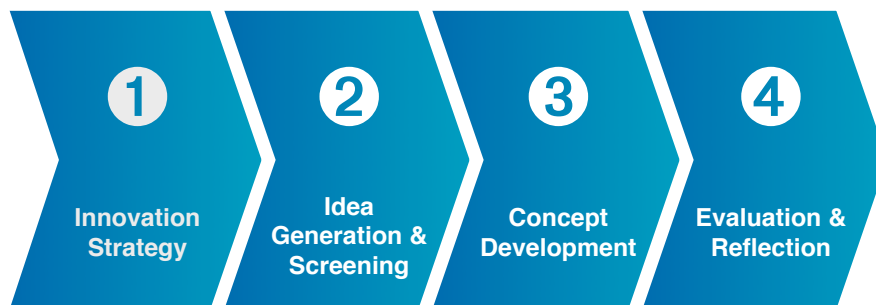 1
Innovation
Strategy
2
Idea
Generation &
Screening
3
Concept
Development
4
Evaluation &
Reflection